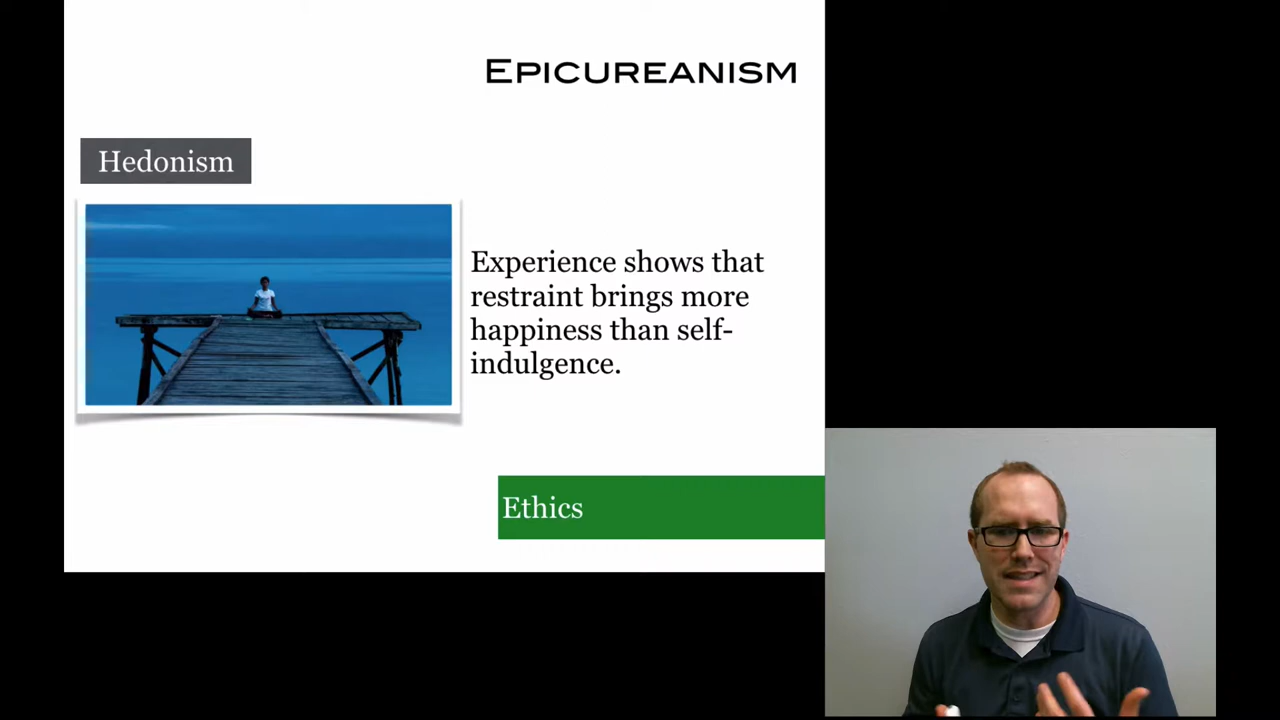 EPICUREANISM
Hedonism
Experience shows that
restraint brings more
happiness than self-
indulgence.
Ethics